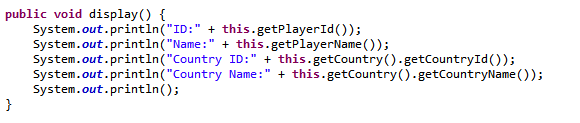 public void display() {
    System.out.println("ID:" + this.getPlayerId());
    System.out.println("Name:" + this.getPlayerName());
    System.out.println("Country ID:" + this.getCountry().getCountryId());
    System.out.println("Country Name:" + this.getCountry().getCountryName());
    System.out.println();
}